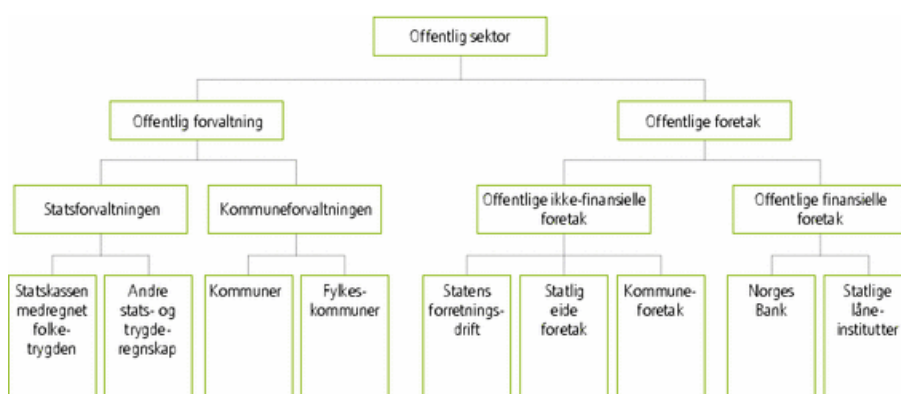 Offentlig sektor
Offentlig forvaltning
Offentlige foretak
Statsforvaltningen
Kommuneforvaltningen
Offentlige ikke-finansielle
foretak
Offentlige finansielle
foretak
Statskassen
medregnet
folke-
trygden
Andre
stats- og
trygde-
regnskap
Kommuner
Fylkes-
kommuner
Statens
forretnings-
drift
Statlig
eide
foretak
Kommune-
foretak
Norges
Bank
Statlige
låne-
institutter